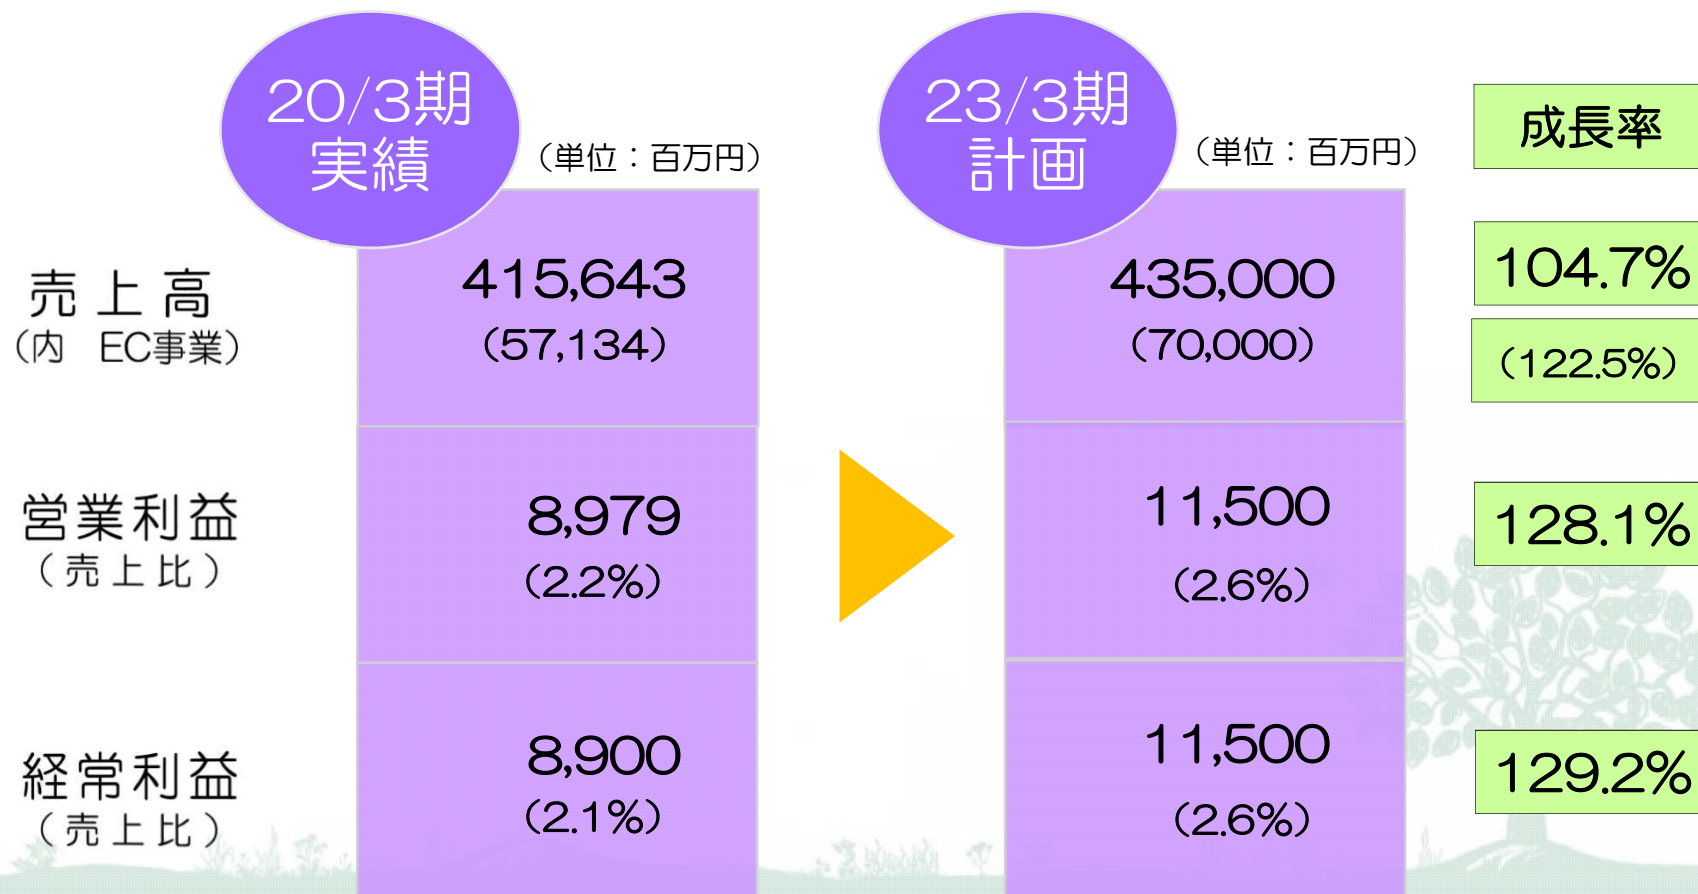 20/3期
実績
(単位：百万円)
23/3期
計画
(単位：百万円)
成長率
売上高
(内　EC事業)
415,643
(57,134)
435,000
(70,000)
104.7%
(122.5%)
営業利益
(売上比)
8,979
(2.2%)
11,500
(2.6%)
128.1%
経常利益
(売上比)
8,900
(2.1%)
11,500
(2.6%)
129.2%